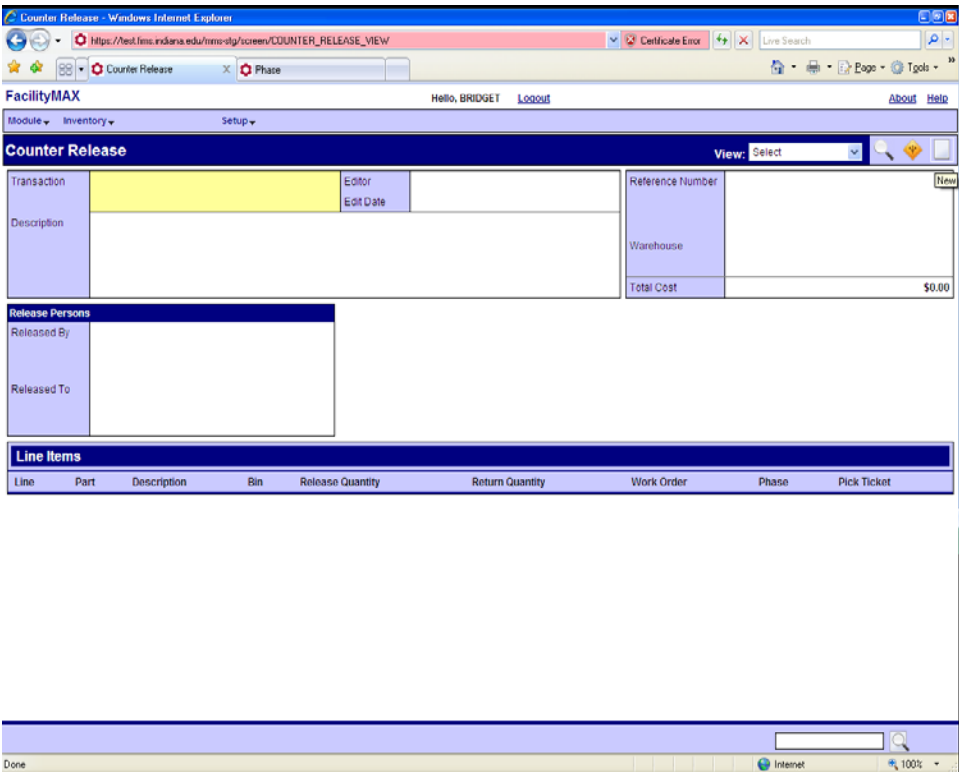 Counter Release - Windows Internet Explorer
https://test.fms.indiana.edu/mms-stg/screen/COUNTER_RELEASE_VIEW Certificate Error Live Search
Counter Release Phase Page Tools
FacilityMAX Hello, BRIDGET Logout About Help
Module Inventory Setup
Counter Release View: Select
New
Transaction Editor Reference Number
Edit Date
Description
Warehouse
Total Cost $0.00
Release Persons
Released By
Released To
Line Items
Line Part Description Bin Release Quantity Return Quantity Work Order Phase Pick Ticket
Done Internet 100%